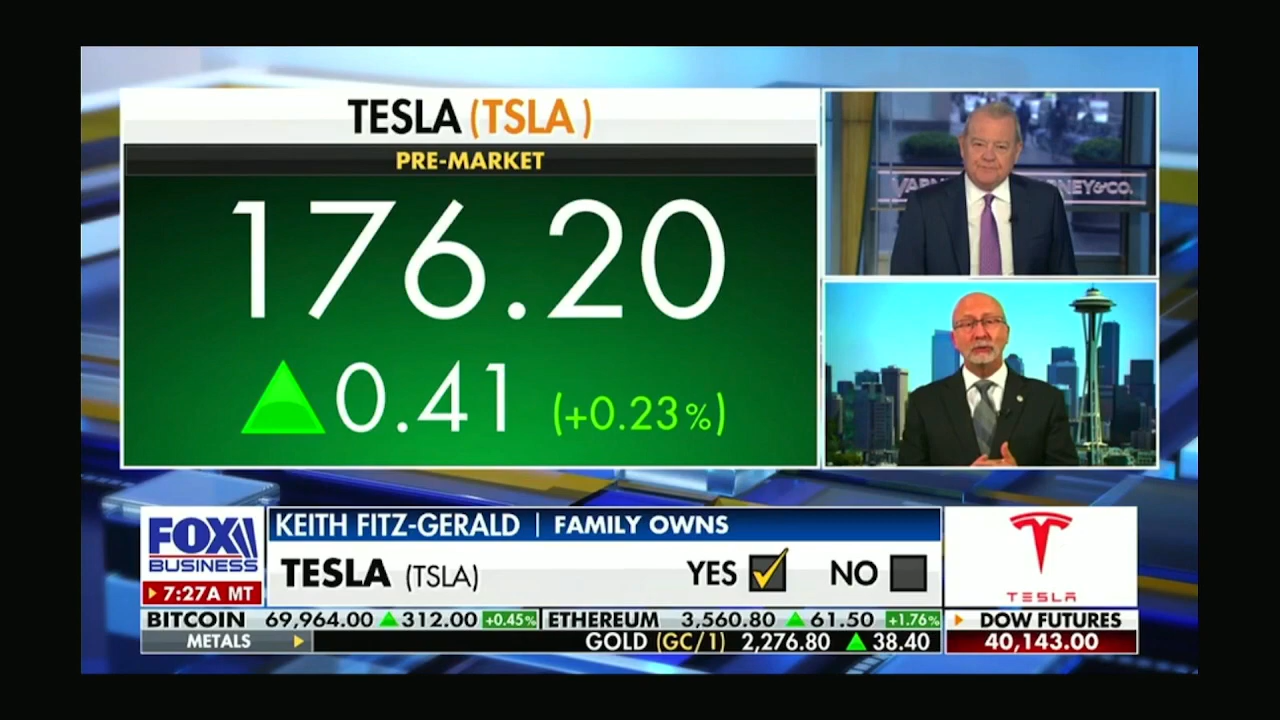 TESLA (TSLA)
PRE-MARKET
176.20
0.41 (+0.23%)
KEITH FITZ-GERALD | FAMILY OWNS
TESLA (TSLA) YES NO
FOX
BUSINESS
7:27A MT
TESLA
BITCOIN 69,964.00 312.00 +0.45% ETHEREUM 3,560.80 61.50 +1.76%
METALS GOLD (GC/1) 2,276.80 38.40
DOW FUTURES
40,143.00